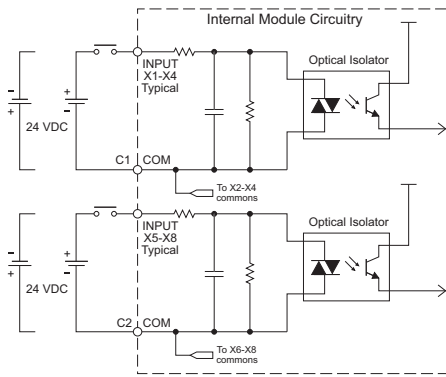 Internal Module Circuitry
Optical Isolator
INPUT
X1-X4
Typical
-
+
+
-
24 VDC
C1
COM
To X2-X4
commons
Optical Isolator
INPUT
X5-X8
Typical
-
+
+
-
24 VDC
C2
COM
To X6-X8
commons